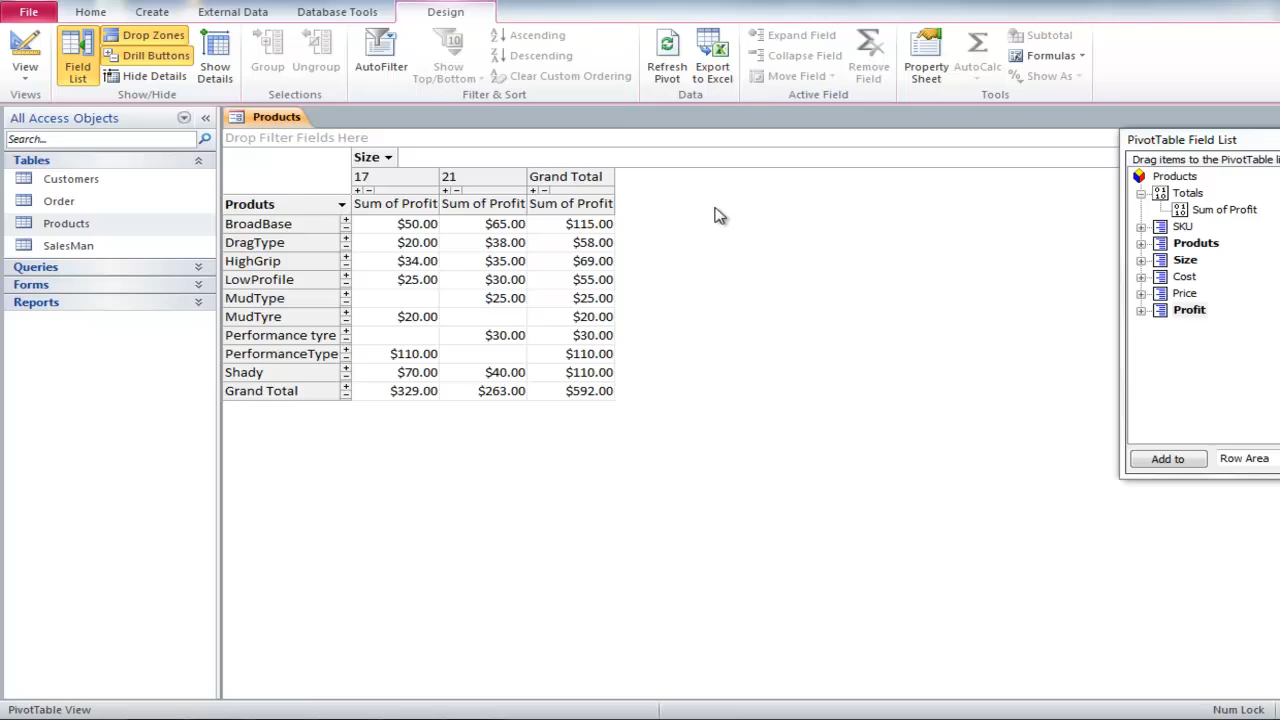 File Home Create External Data Database Tools Design
View
Views
Field List
Drop Zones
Drill Buttons
Hide Details
Show Details
Show/Hide
Group
Ungroup
Selections
AutoFilter
Show Top/Bottom
Ascending
Descending
Clear Custom Ordering
Filter & Sort
Refresh Pivot
Export to Excel
Data
Expand Field
Collapse Field
Move Field
Remove Field
Active Field
Property Sheet
AutoCalc
Subtotal
Formulas
Show As
Tools
All Access Objects
Search...
Tables
Customers
Order
Products
SalesMan
Queries
Forms
Reports
Products
Drop Filter Fields Here
Size
17 21 Grand Total
Produts Sum of Profit Sum of Profit Sum of Profit
BroadBase $50.00 $65.00 $115.00
DragType $20.00 $38.00 $58.00
HighGrip $34.00 $35.00 $69.00
LowProfile $25.00 $30.00 $55.00
MudType $25.00 $25.00
MudTyre $20.00 $20.00
Performance tyre $30.00 $30.00
PerformanceType $110.00 $110.00
Shady $70.00 $40.00 $110.00
Grand Total $329.00 $263.00 $592.00
PivotTable Field List
Drag items to the PivotTable li
Products
Totals
Sum of Profit
SKU
Produts
Size
Cost
Price
Profit
Add to Row Area
PivotTable View
Num Lock